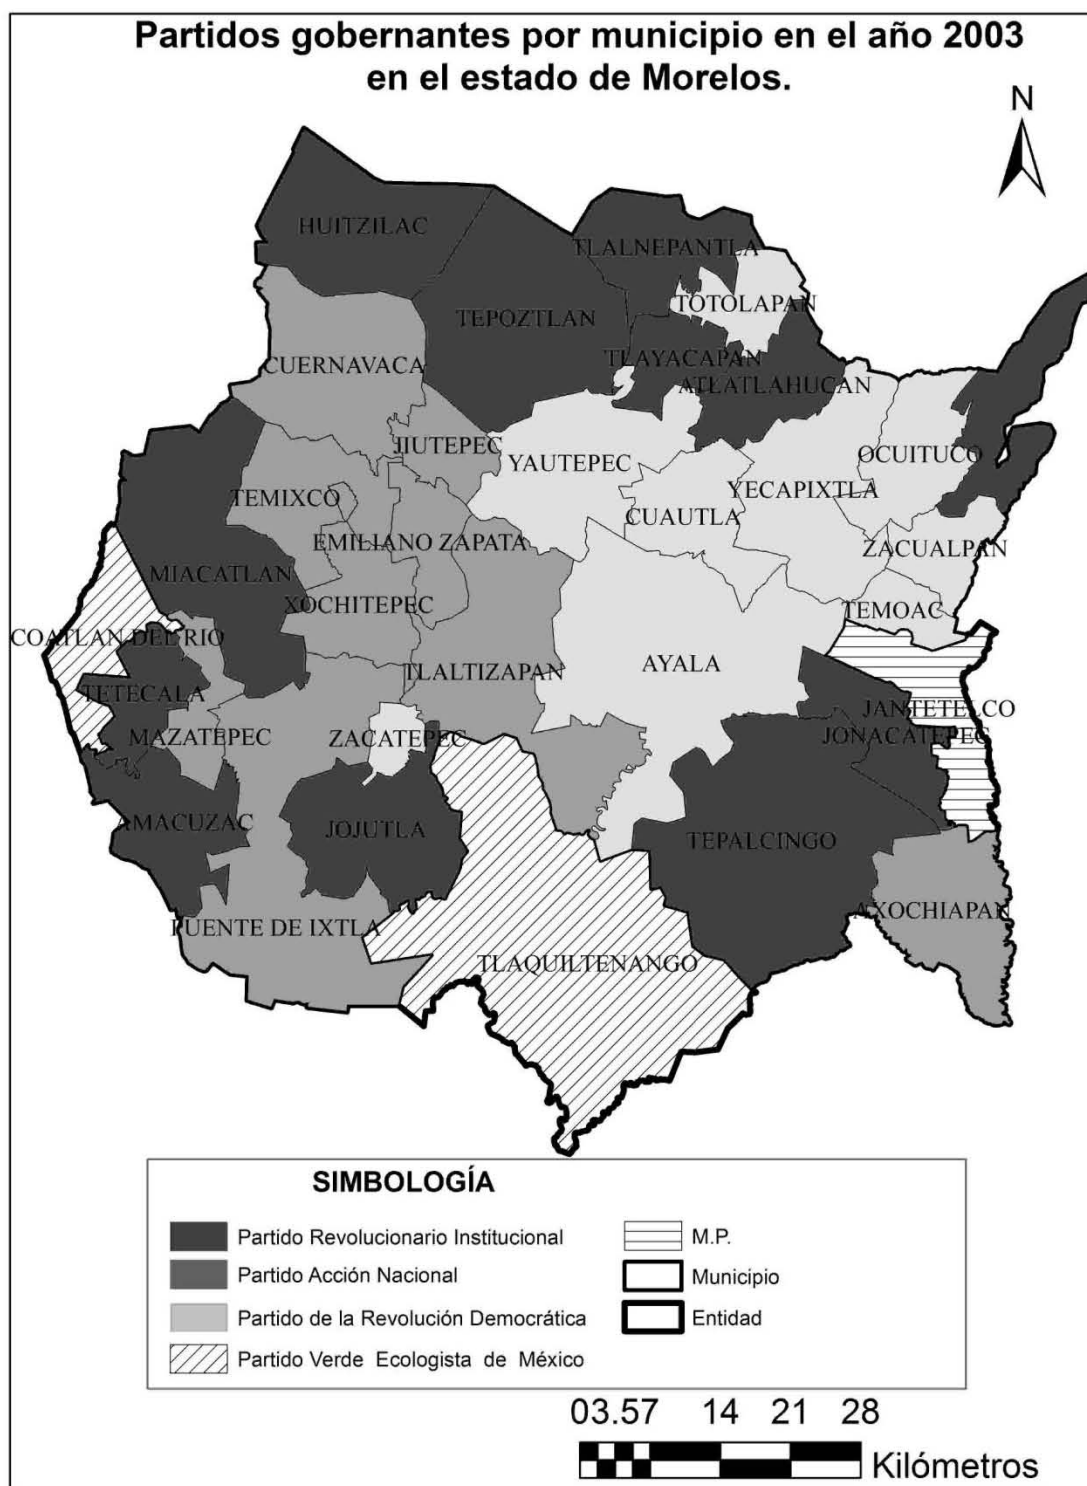 Partidos gobernantes por municipio en el año 2003
en el estado de Morelos.
N
HUITZILAC
TLALNEPANTLA
TEPOZTLAN
TOTOLAPAN
CUERNAVACA
TLAYACAPAN
ATLATLAHUCAN
JIUTEPEC
YAUTEPEC
OCUITUCO
TEMIXCO
YECAPIXTLA
CUAUTLA
EMILIANO ZAPATA
ZACUALPAN
MIACATLAN
XOCHITEPEC
TEMOAC
COATLAN DEL RIO
TLALTIZAPAN
AYALA
TETECALA
JANTETELCO
MAZATEPEC
ZACATEPEC
JONACATEPEC
AMACUZAC
JOJUTLA
TEPALCINGO
PUENTE DE IXTLA
AXOCHIAPAN
TLAQUILTENANGO
SIMBOLOGÍA
Partido Revolucionario Institucional
Partido Acción Nacional
Partido de la Revolución Democrática
Partido Verde Ecologista de México
M.P.
Municipio
Entidad
03.57 14 21 28
Kilómetros